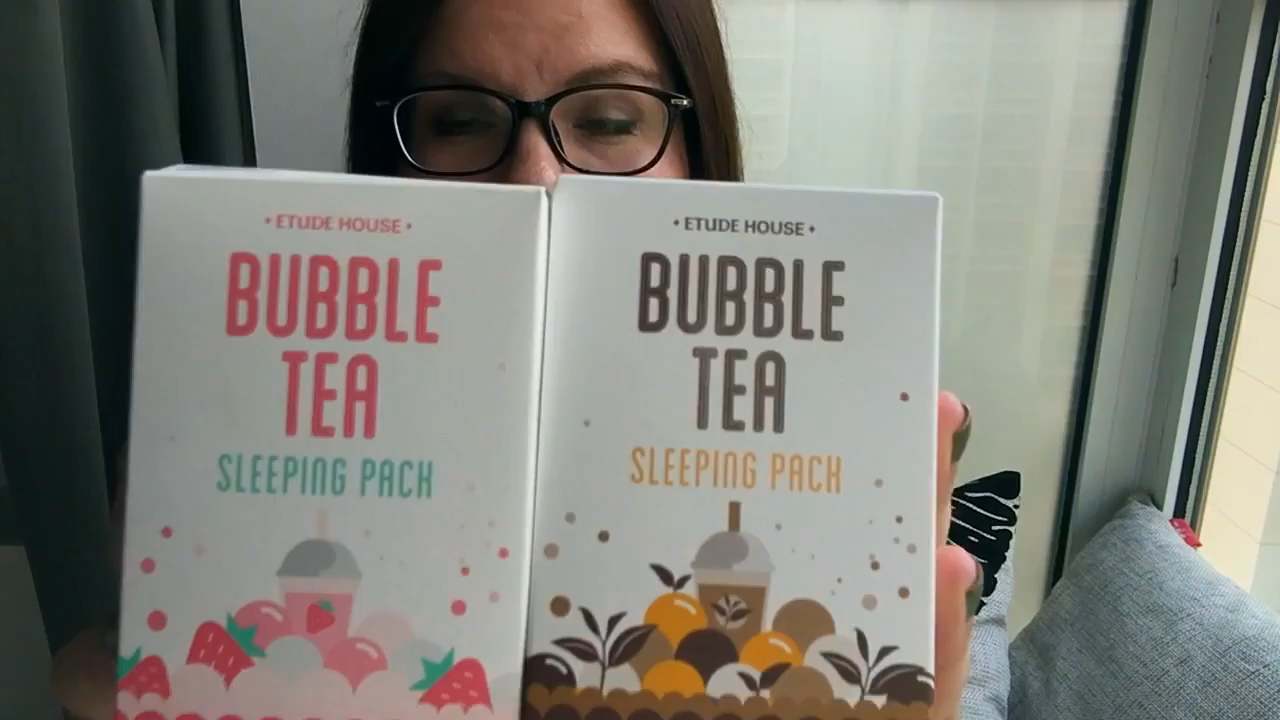 • ETUDE HOUSE •
BUBBLE
TEA
SLEEPING PACK
• ETUDE HOUSE •
BUBBLE
TEA
SLEEPING PACK